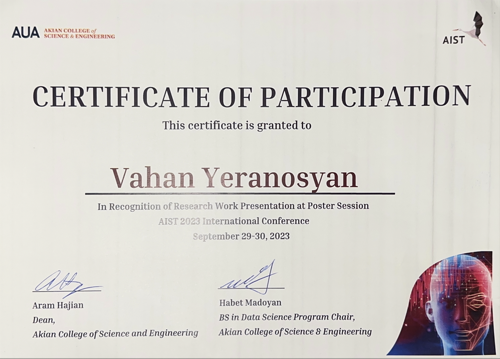 AUA AKIAN COLLEGE of
SCIENCE & ENGINEERING
AIST
CERTIFICATE OF PARTICIPATION
This certificate is granted to
Vahan Yeranosyan
In Recognition of Research Work Presentation at Poster Session
AIST 2023 International Conference
September 29-30, 2023
Aram Hajian
Dean,
Akian College of Science and Engineering
Habet Madoyan
BS in Data Science Program Chair,
Akian College of Science & Engineering